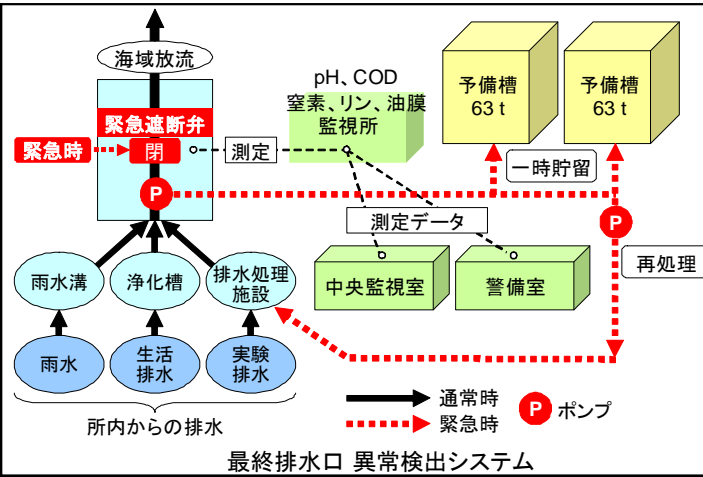 海域放流
緊急遮断弁
緊急時
閉
測定
pH、COD
窒素、リン、油膜
監視所
予備槽
63 t
予備槽
63 t
一時貯留
P
測定データ
P
再処理
中央監視室
警備室
雨水溝
浄化槽
排水処理
施設
雨水
生活
排水
実験
排水
所内からの排水
通常時
緊急時
P
ポンプ
最終排水口 異常検出システム